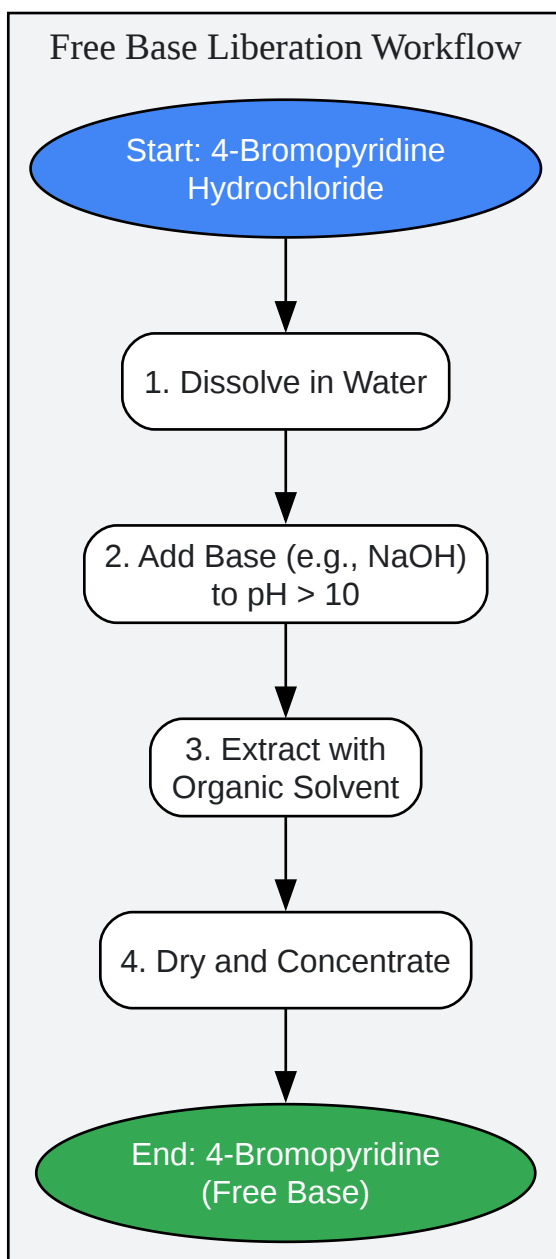 Free Base Liberation Workflow
Start: 4-Bromopyridine
Hydrochloride
1. Dissolve in Water
2. Add Base (e.g., NaOH)
to pH > 10
3. Extract with
Organic Solvent
4. Dry and Concentrate
End: 4-Bromopyridine
(Free Base)